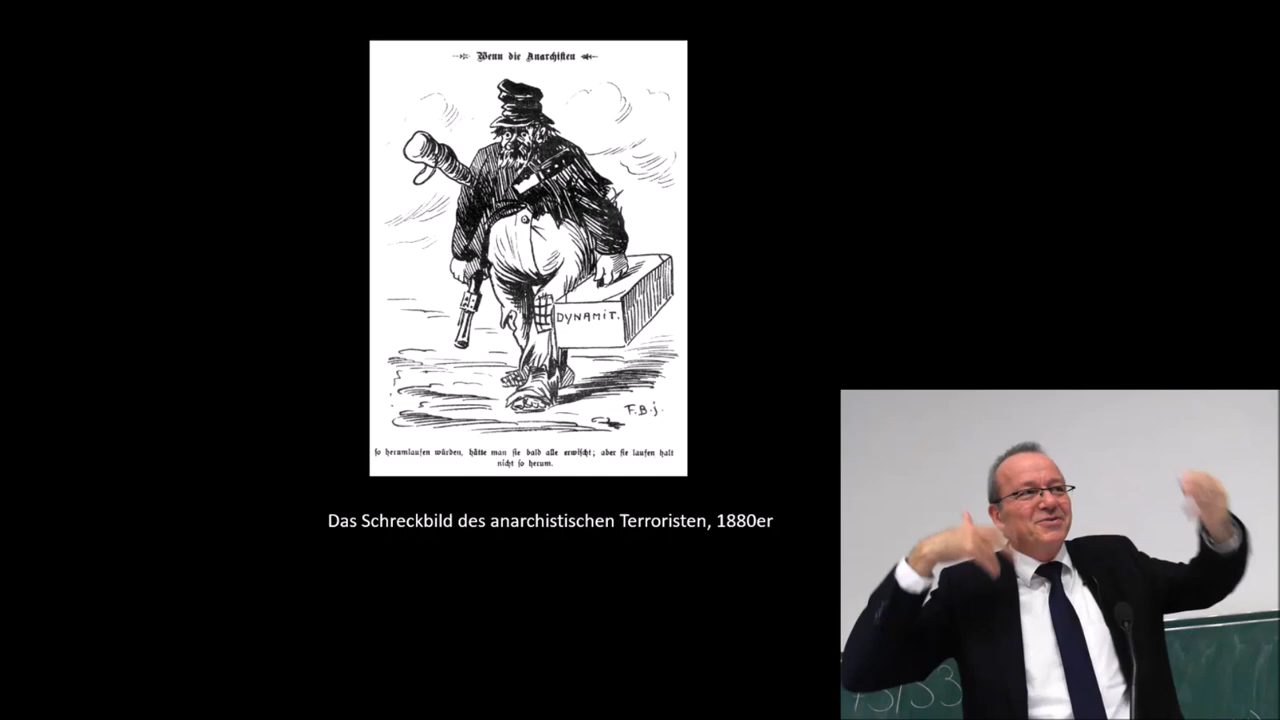 Wenn die Anarchisten
DYNAMIT.
F.B.j.
so herumlaufen würden, hätte man sie bald alle erwischt; aber sie laufen halt
nicht so herum.
Das Schreckbild des anarchistischen Terroristen, 1880er